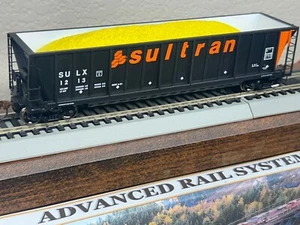 sultran
SULX
1213
ADVANCED RAIL SYSTEM